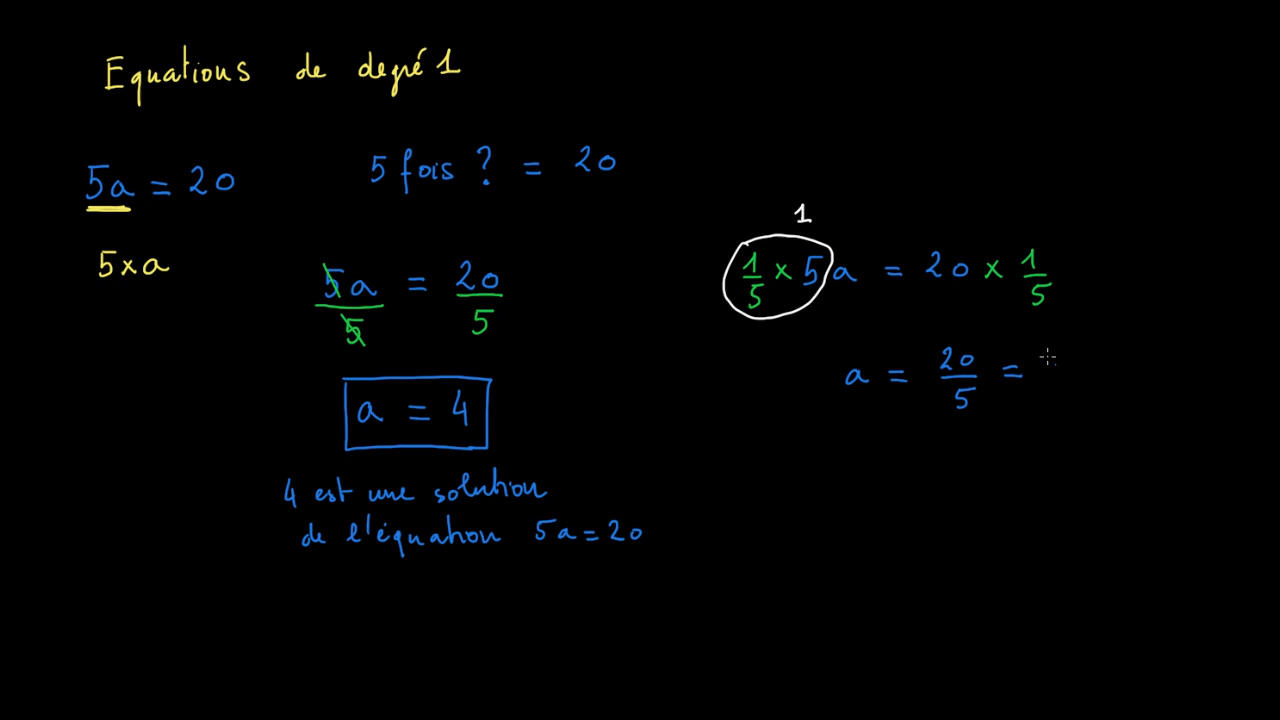 Equations de degré 1
5a = 20
5 fois ? = 20
5 × a
5a/5 = 20/5
a = 4
4 est une solution
de l'équation 5a = 20
1
1/5 × 5a = 20 × 1/5
a = 20/5 =